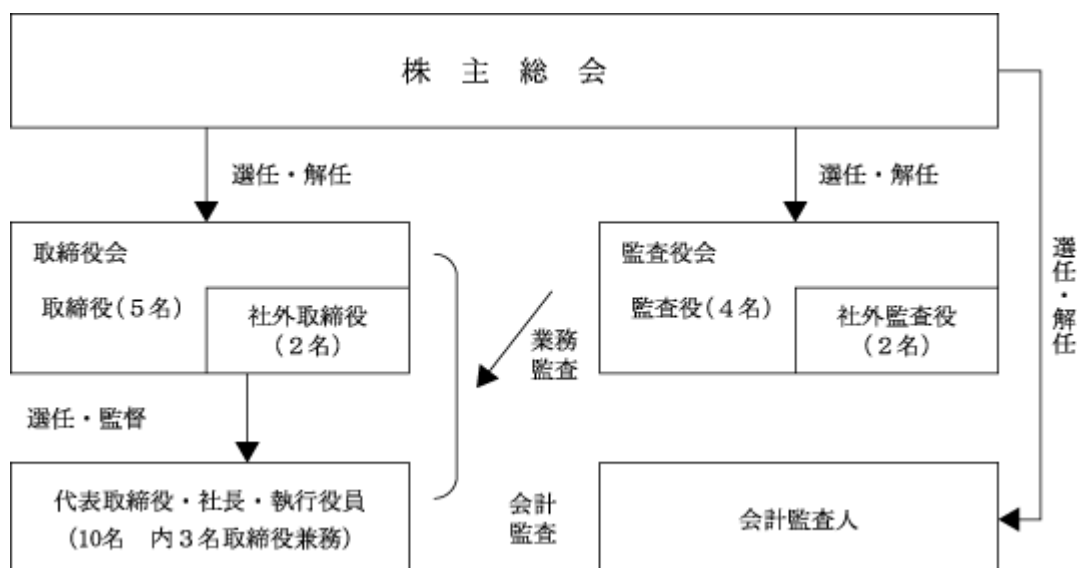 株主総会
選任・解任
選任・解任
取締役会
取締役(5名)
社外取締役
(2名)
業務
監査
監査役会
監査役(4名)
社外監査役
(2名)
選任・解任
選任・監督
代表取締役・社長・執行役員
(10名 内3名取締役兼務)
会計
監査
会計監査人